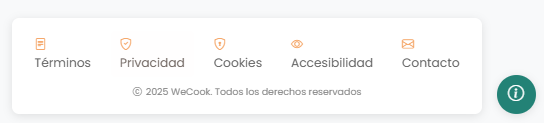 Términos Privacidad Cookies Accesibilidad Contacto
© 2025 WeCook. Todos los derechos reservados